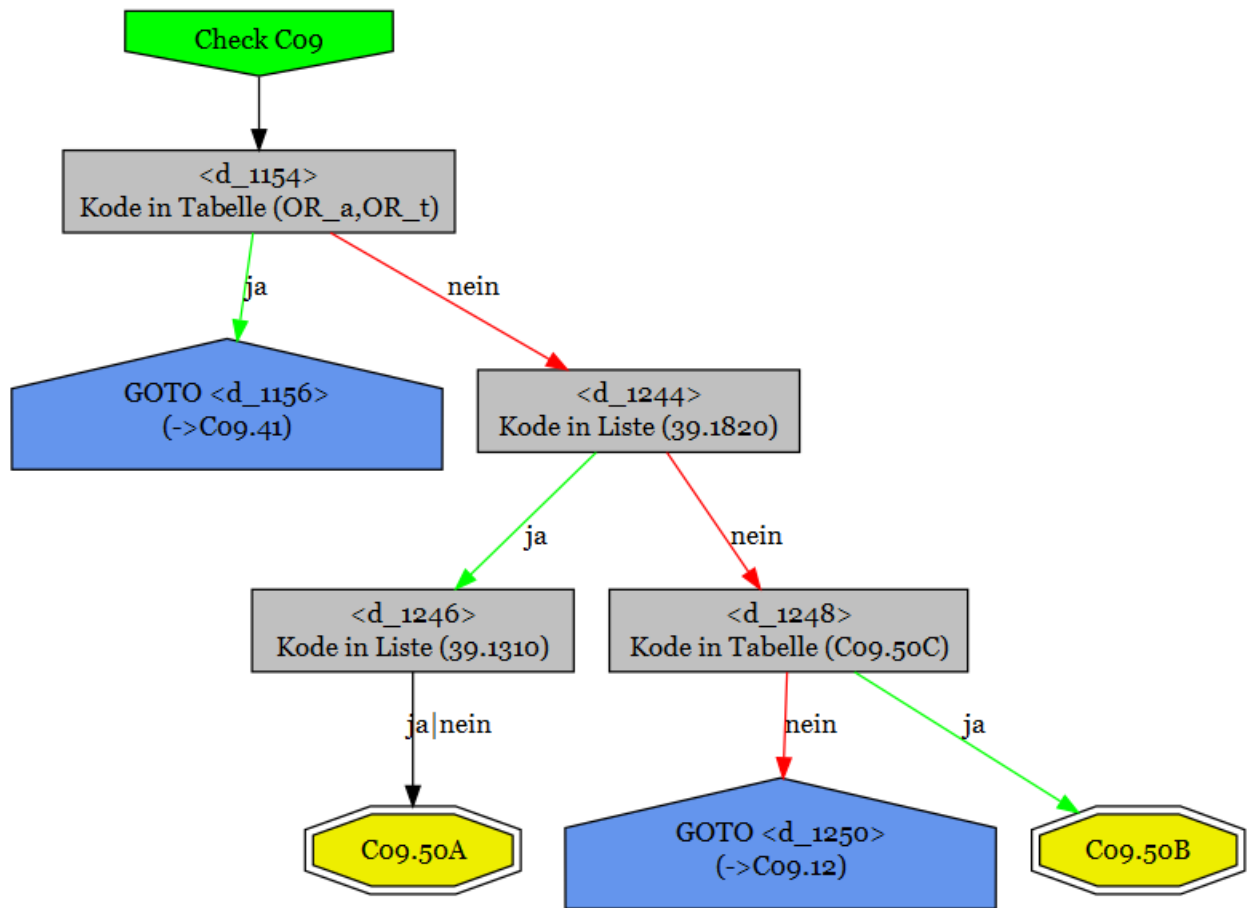 Check C09
<d_1154>
Kode in Tabelle (OR_a,OR_t)
ja
nein
GOTO <d_1156>
(->C09.41)
<d_1244>
Kode in Liste (39.1820)
ja
nein
<d_1246>
Kode in Liste (39.1310)
<d_1248>
Kode in Tabelle (C09.50C)
ja|nein
nein
ja
C09.50A
GOTO <d_1250>
(->C09.12)
C09.50B